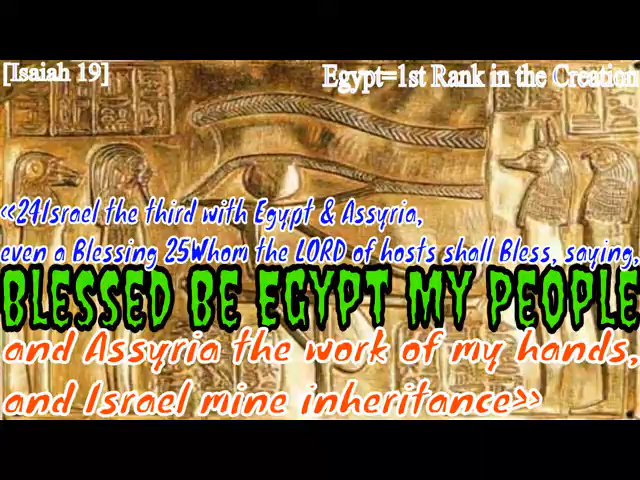 [Isaiah 19]
Egypt=1st Rank in the Creation
«24Israel the third with Egypt & Assyria,
even a Blessing 25Whom the LORD of hosts shall Bless, saying,
BLESSED BE EGYPT MY PEOPLE
and Assyria the work of my hands,
and Israel mine inheritance»